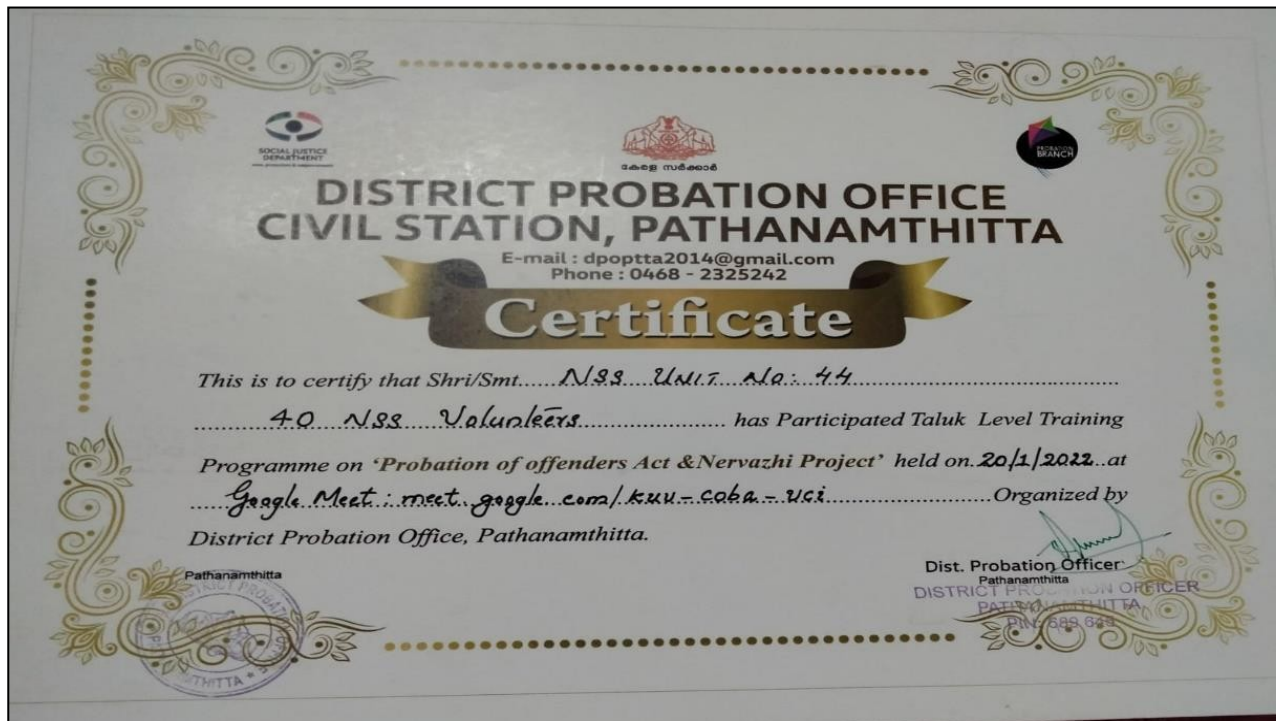 SOCIAL JUSTICE
DEPARTMENT
കേരള സർക്കാർ
PROBATION
BRANCH
DISTRICT PROBATION OFFICE
CIVIL STATION, PATHANAMTHITTA
E-mail : dpoptta2014@gmail.com
Phone : 0468 - 2325242
Certificate
This is to certify that Shri/Smt..... NSS UNIT No: 44
40 NSS Volunteers has Participated Taluk Level Training
Programme on 'Probation of offenders Act &Nervazhi Project' held on 20/1/2022 at
Google Meet : meet.google.com/kuu-coba-uci Organized by
District Probation Office, Pathanamthitta.
Pathanamthitta
Dist. Probation Officer
Pathanamthitta
DISTRICT PROBATION OFFICER
PATHANAMTHITTA